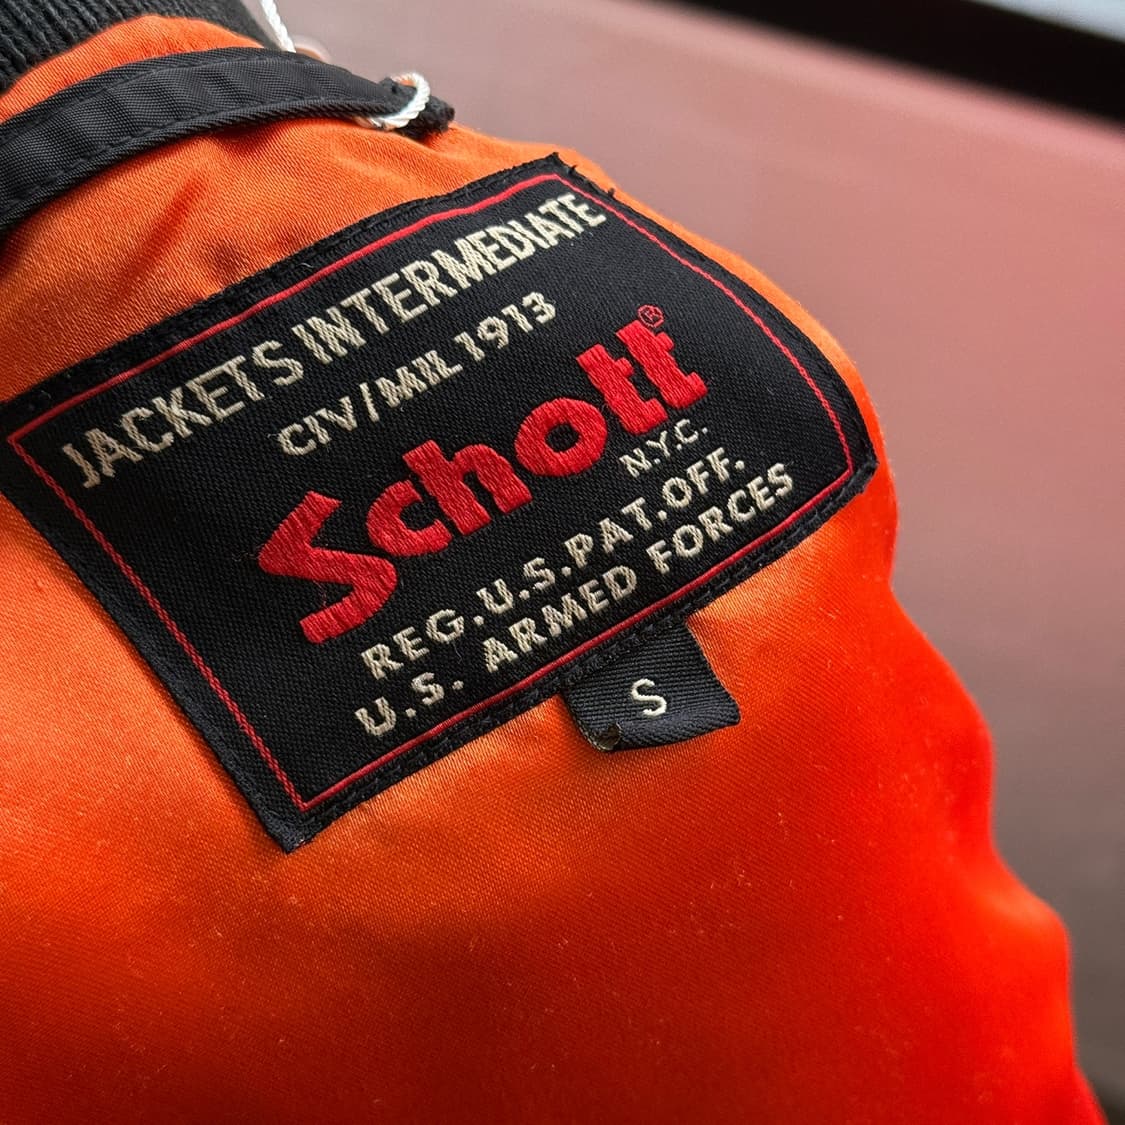 JACKETS INTERMEDIATE
CIV/MIL 1913
Schott®
N.Y.C.
REG.U.S.PAT.OFF.
U.S. ARMED FORCES
S